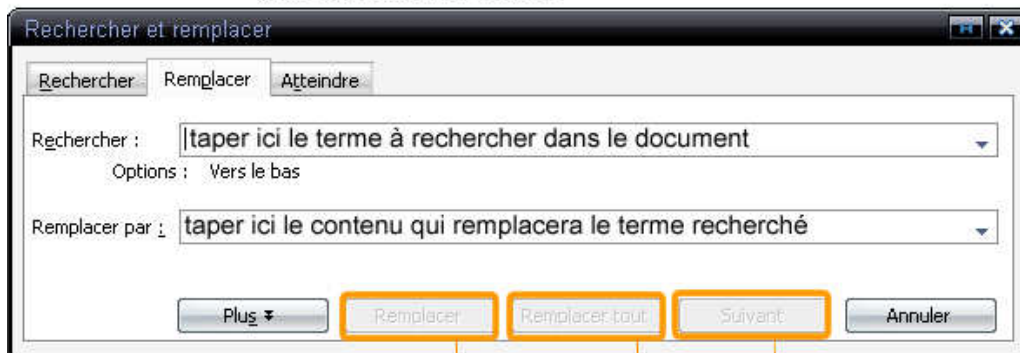 Rechercher et remplacer
Rechercher Remplacer Atteindre
Rechercher : taper ici le terme à rechercher dans le document
Options : Vers le bas
Remplacer par : taper ici le contenu qui remplacera le terme recherché
Plus Remplacer Remplacer tout Suivant Annuler